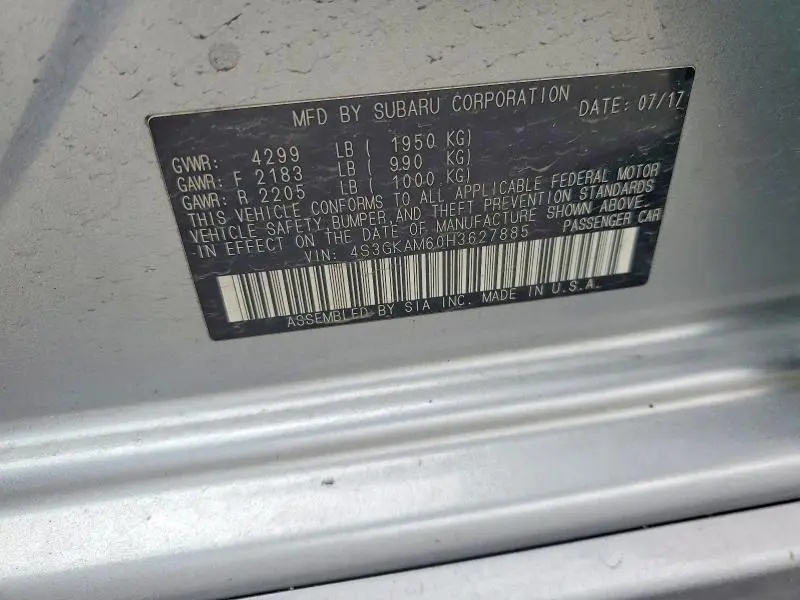 MFD BY SUBARU CORPORATION DATE: 07/17
GVWR: 4299 LB ( 1950 KG)
GAWR: F 2183 LB ( 990 KG)
GAWR: R 2205 LB ( 1000 KG)
THIS VEHICLE CONFORMS TO ALL APPLICABLE FEDERAL MOTOR
VEHICLE SAFETY, BUMPER, AND THEFT PREVENTION STANDARDS
IN EFFECT ON THE DATE OF MANUFACTURE SHOWN ABOVE.
VIN: 4S3GKAM60H3627885 PASSENGER CAR
ASSEMBLED BY SIA INC. MADE IN U.S.A.